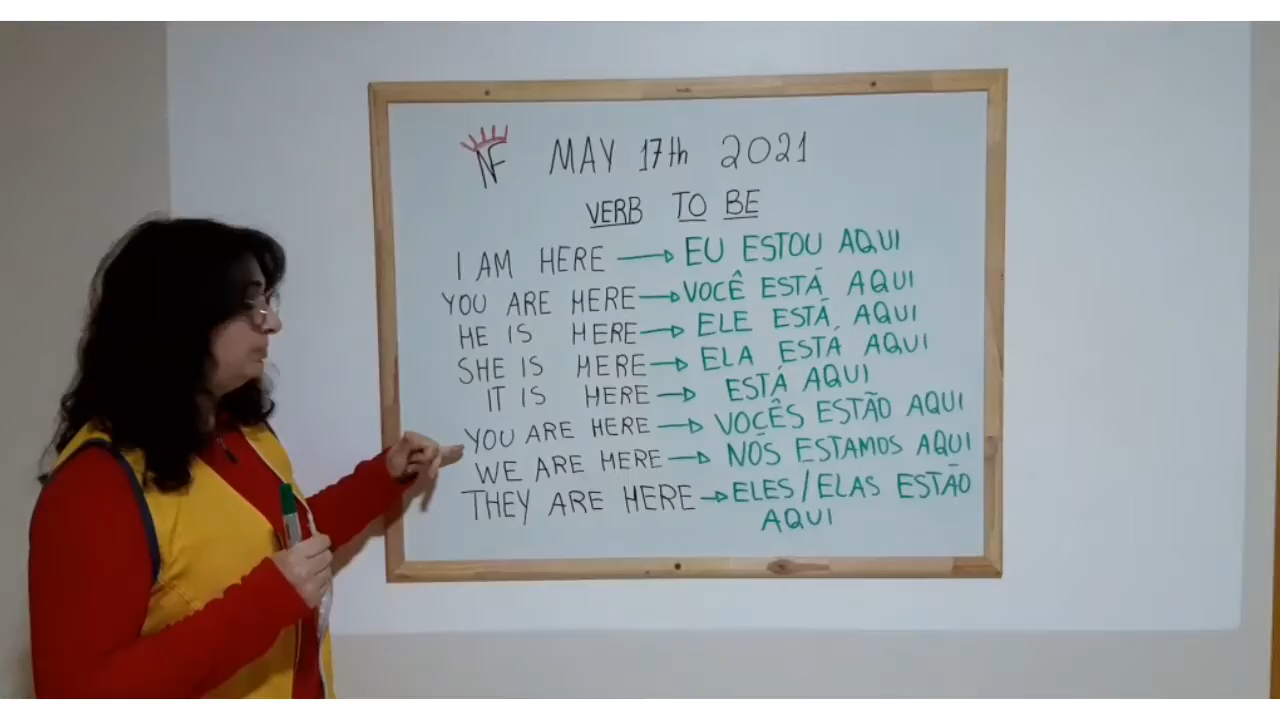 NF MAY 17th 2021
VERB TO BE
I AM HERE → EU ESTOU AQUI
YOU ARE HERE → VOCÊ ESTÁ AQUI
HE IS HERE → ELE ESTÁ AQUI
SHE IS HERE → ELA ESTÁ AQUI
IT IS HERE → ESTÁ AQUI
YOU ARE HERE → VOCÊS ESTÃO AQUI
WE ARE HERE → NÓS ESTAMOS AQUI
THEY ARE HERE → ELES/ELAS ESTÃO
AQUI